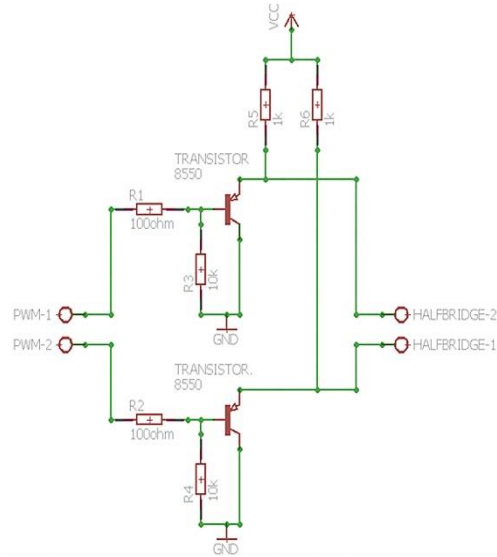 VCC
R5
1k
R6
1k
TRANSISTOR
8550
R1
100ohm
R3
10k
PWM-1
HALFBRIDGE-2
GND
PWM-2
HALFBRIDGE-1
TRANSISTOR.
8550
R2
100ohm
R4
10k
GND